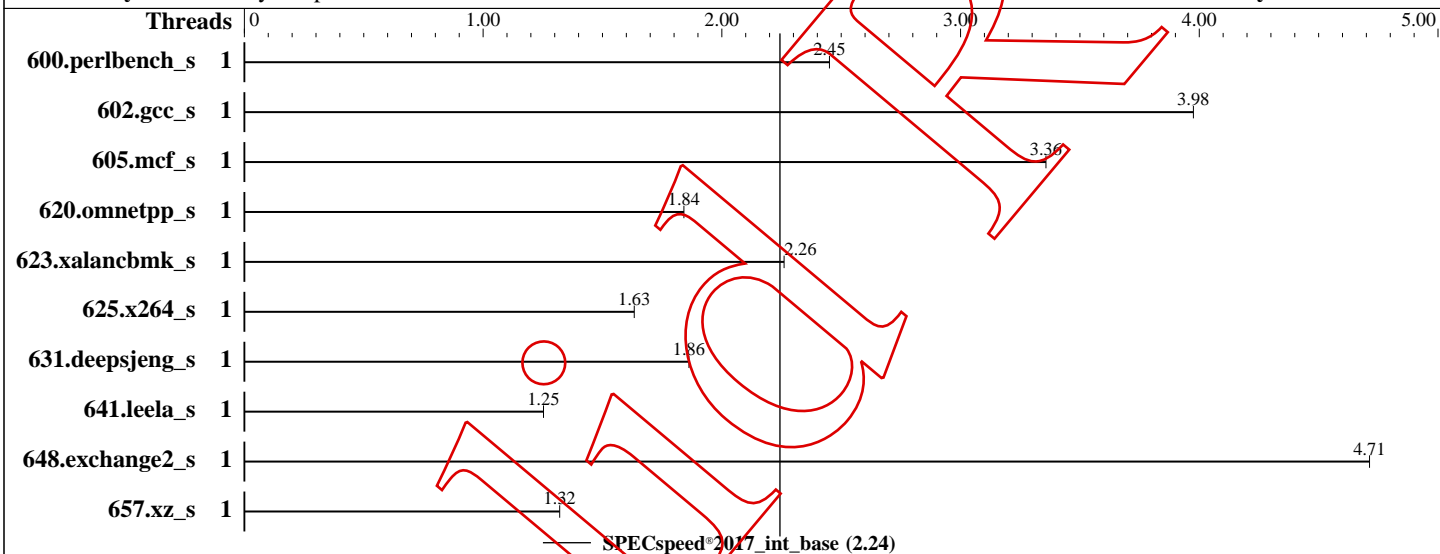 Threads 0 1.00 2.00 3.00 4.00 5.00
600.perlbench_s 1 2.45
602.gcc_s 1 3.98
605.mcf_s 1 3.36
620.omnetpp_s 1 1.84
623.xalancbmk_s 1 2.26
625.x264_s 1 1.63
631.deepsjeng_s 1 1.86
641.leela_s 1 1.25
648.exchange2_s 1 4.71
657.xz_s 1 1.32
SPECspeed®2017_int_base (2.24)